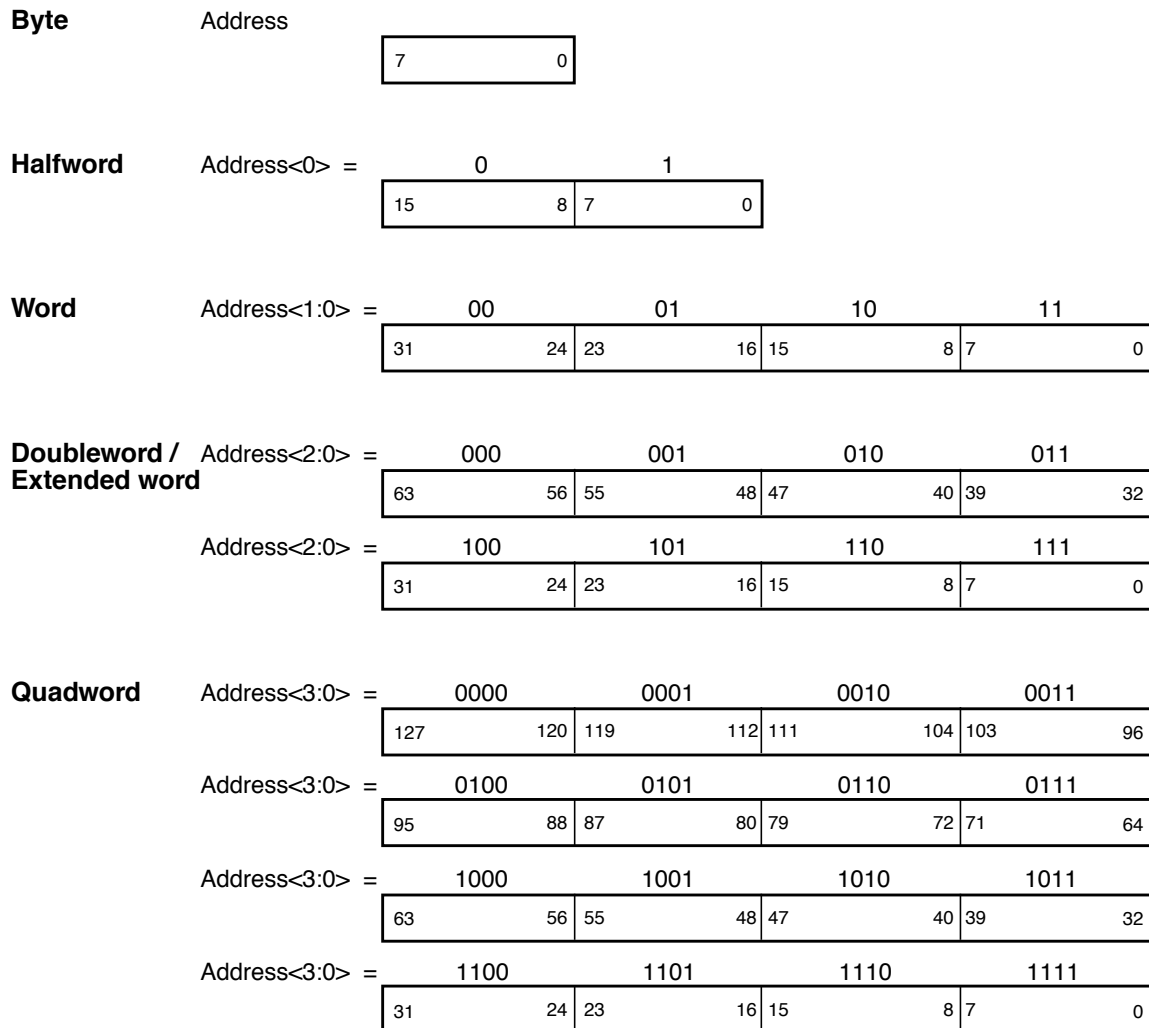 Byte Address
7 0
Halfword Address<0> = 0 1
15 8 7 0
Word Address<1:0> = 00 01 10 11
31 24 23 16 15 8 7 0
Doubleword / Address<2:0> = 000 001 010 011
Extended word
63 56 55 48 47 40 39 32
Address<2:0> = 100 101 110 111
31 24 23 16 15 8 7 0
Quadword Address<3:0> = 0000 0001 0010 0011
127 120 119 112 111 104 103 96
Address<3:0> = 0100 0101 0110 0111
95 88 87 80 79 72 71 64
Address<3:0> = 1000 1001 1010 1011
63 56 55 48 47 40 39 32
Address<3:0> = 1100 1101 1110 1111
31 24 23 16 15 8 7 0